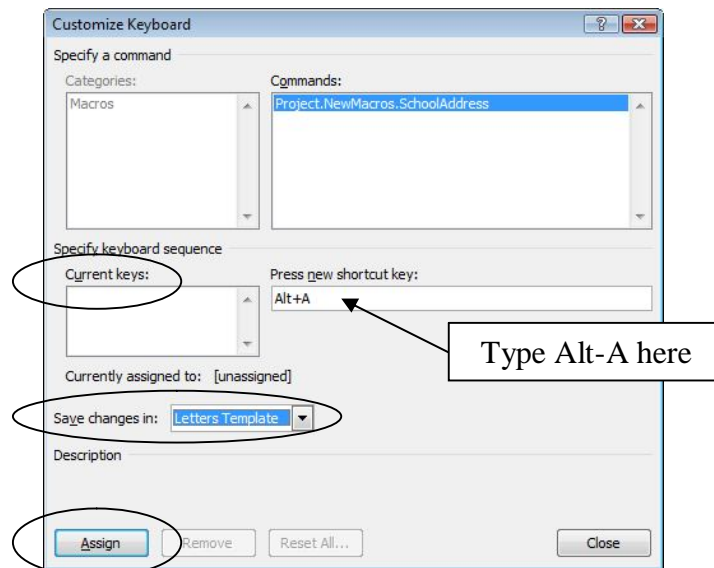 Customize Keyboard
Specify a command
Categories:
Commands:
Macros
Project.NewMacros.SchoolAddress
Specify keyboard sequence
Current keys:
Press new shortcut key:
Alt+A
Type Alt-A here
Currently assigned to: [unassigned]
Save changes in: Letters Template
Description
Assign
Remove
Reset All...
Close